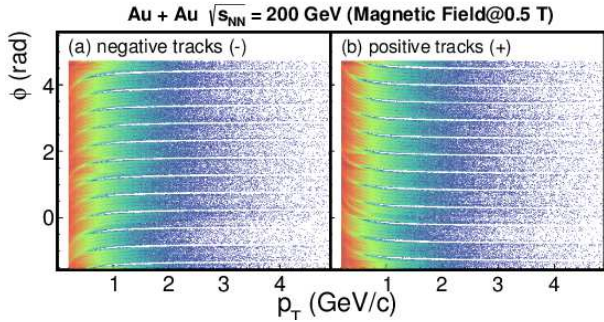 Au + Au √sNN = 200 GeV (Magnetic Field@0.5 T)
(a) negative tracks (-)
(b) positive tracks (+)
ϕ (rad)
4
2
0
1 2 3 4
1 2 3 4
pT (GeV/c)